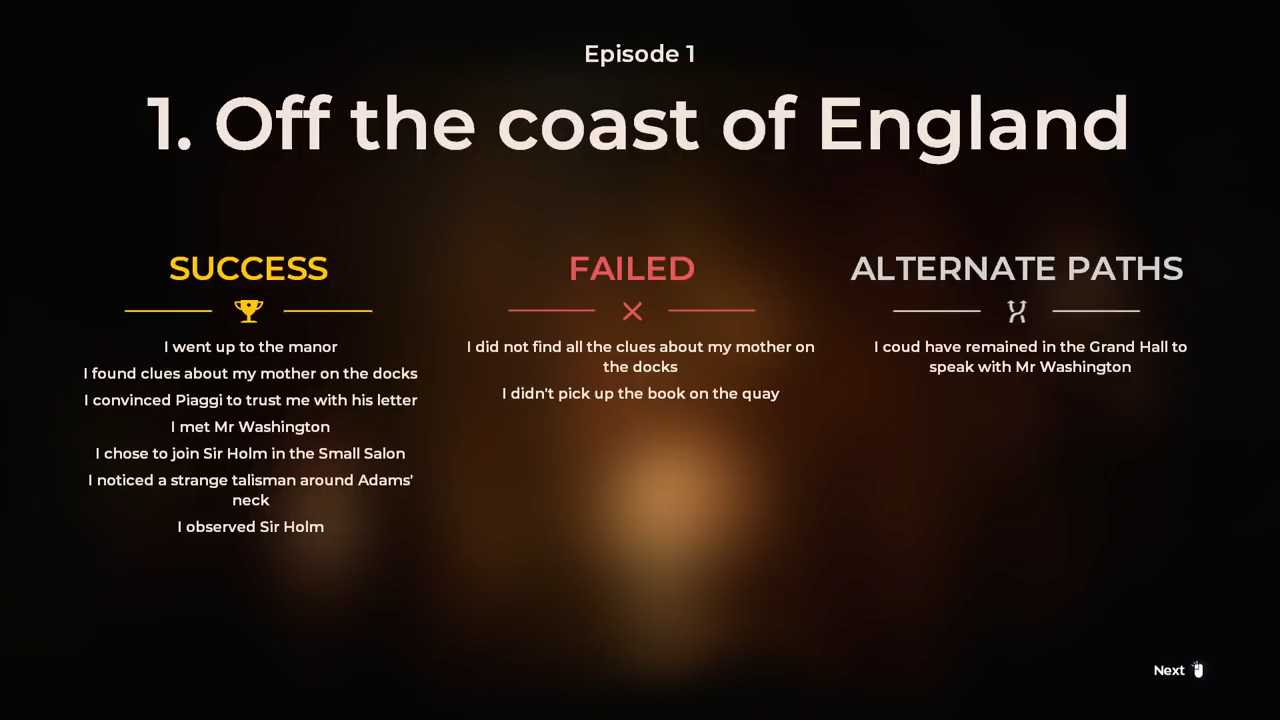 Episode 1
1. Off the coast of England
SUCCESS
I went up to the manor
I found clues about my mother on the docks
I convinced Piaggi to trust me with his letter
I met Mr Washington
I chose to join Sir Holm in the Small Salon
I noticed a strange talisman around Adams'
neck
I observed Sir Holm
FAILED
I did not find all the clues about my mother on
the docks
I didn't pick up the book on the quay
ALTERNATE PATHS
I coud have remained in the Grand Hall to
speak with Mr Washington
Next